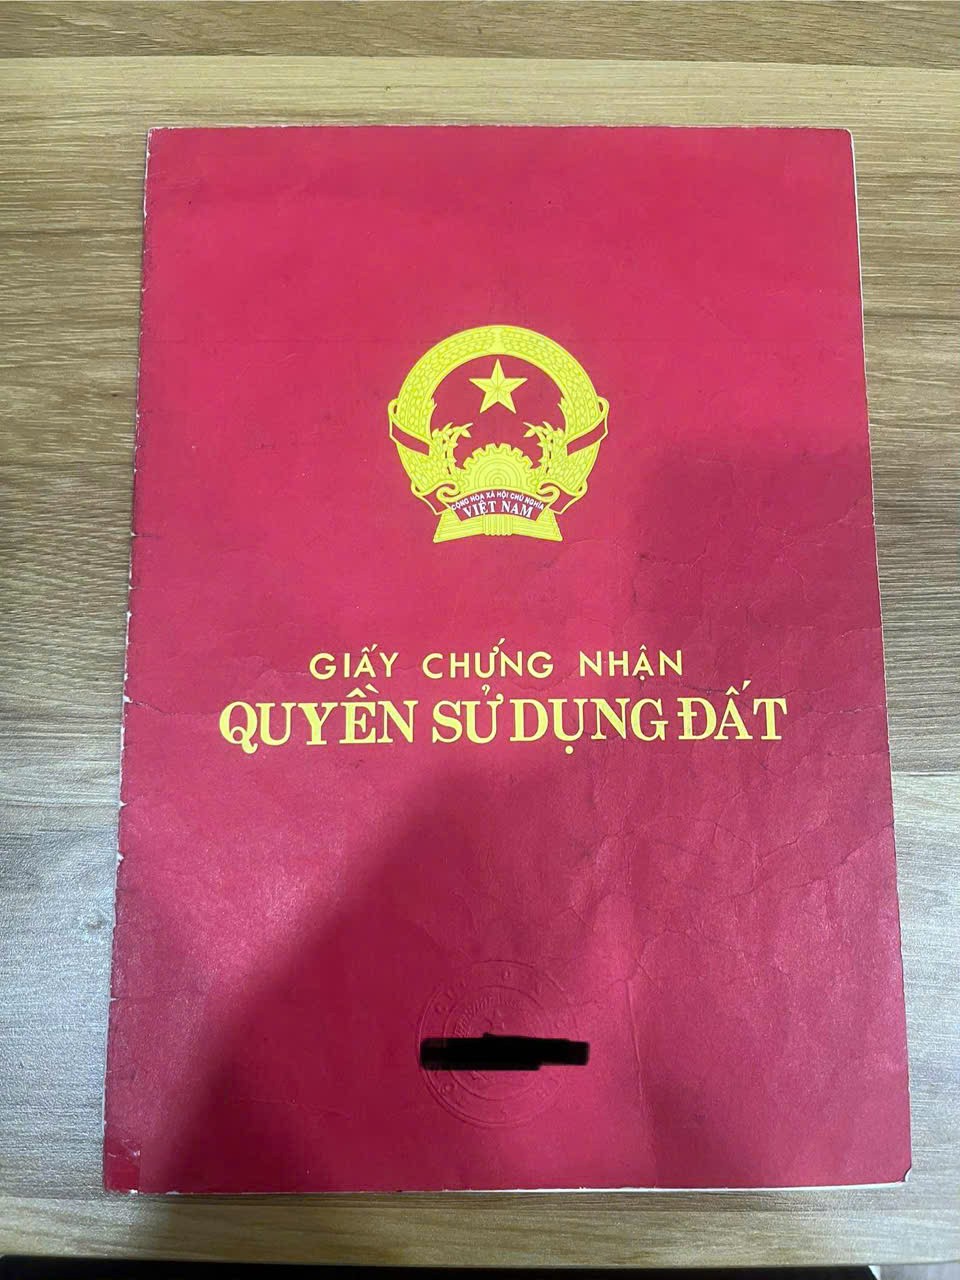 CỘNG HÒA XÃ HỘI CHỦ NGHĨA
VIỆT NAM
GIẤY CHỨNG NHẬN
QUYỀN SỬ DỤNG ĐẤT